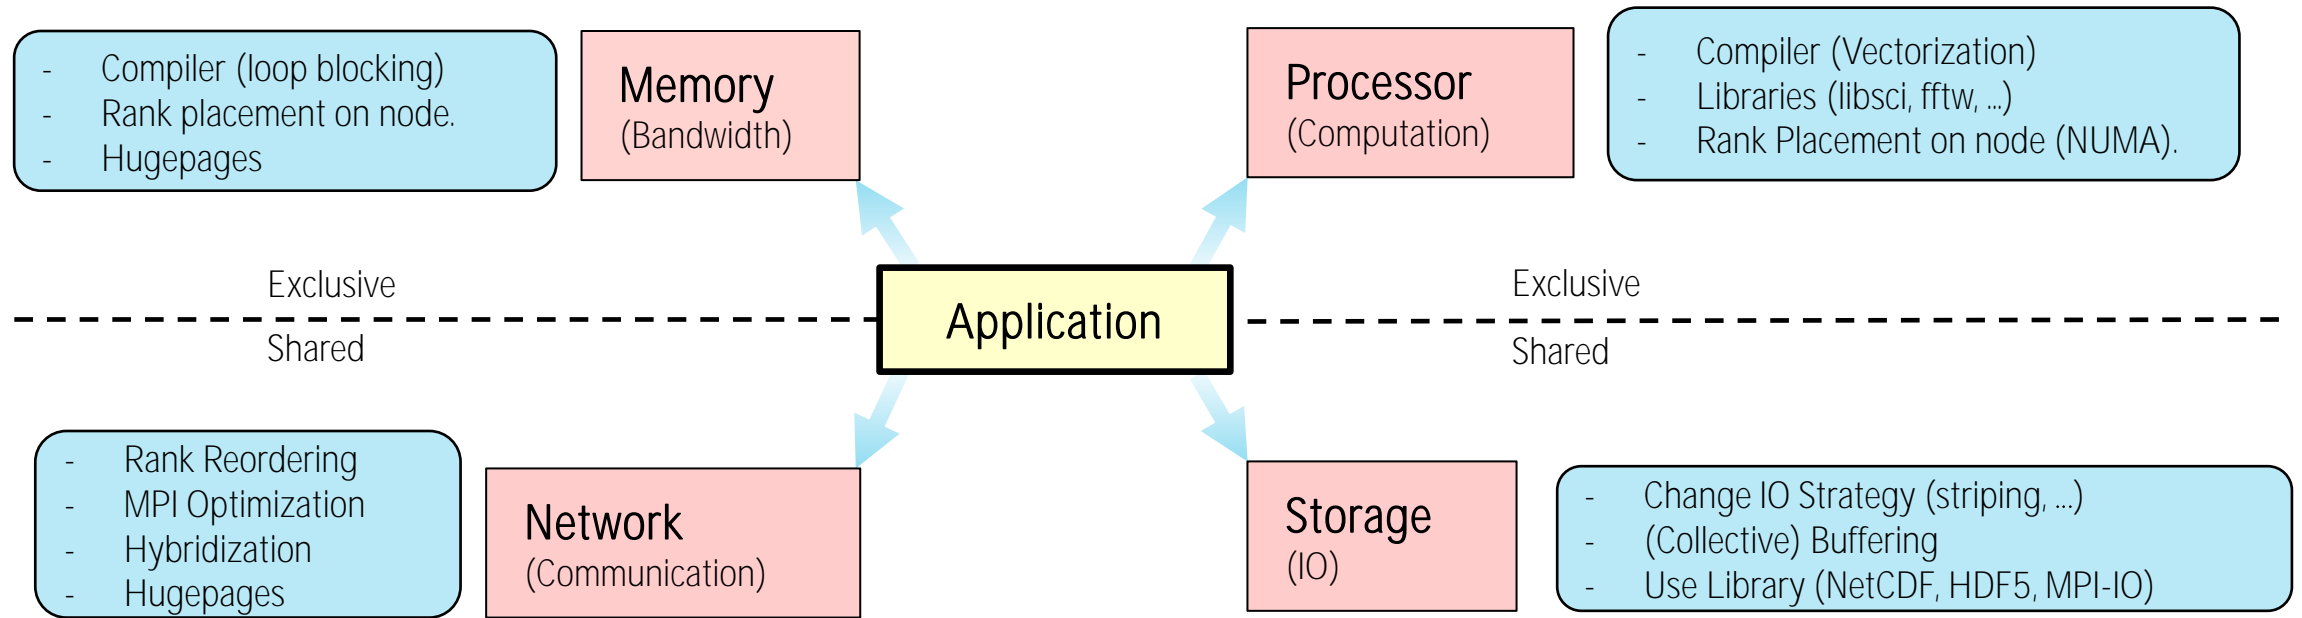 - Compiler (loop blocking)
- Rank placement on node.
- Hugepages
Memory
(Bandwidth)
Processor
(Computation)
- Compiler (Vectorization)
- Libraries (libsci, fftw, ...)
- Rank Placement on node (NUMA).
Exclusive
Shared
Application
Exclusive
Shared
- Rank Reordering
- MPI Optimization
- Hybridization
- Hugepages
Network
(Communication)
Storage
(IO)
- Change IO Strategy (striping, ...)
- (Collective) Buffering
- Use Library (NetCDF, HDF5, MPI-IO)